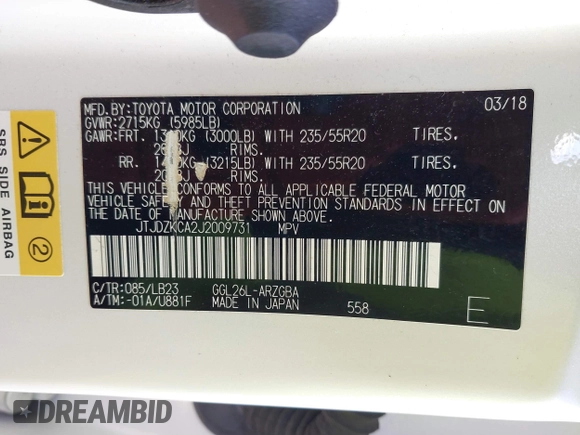 MFD.BY:TOYOTA MOTOR CORPORATION 03/18
GVWR:2715KG (5985LB)
GAWR:FRT. KG (3000LB) WITH 235/55R20 TIRES.
RIMS.
RR. KG (3215LB) WITH 235/55R20 TIRES.
RIMS.
THIS VEHICLE CONFORMS TO ALL APPLICABLE FEDERAL MOTOR
VEHICLE SAFETY AND THEFT PREVENTION STANDARDS IN EFFECT ON
THE DATE OF MANUFACTURE SHOWN ABOVE.
JTJDZKCA2J2009731 MPV
C/TR:085/LB23 GGL26L-ARZGBA
A/TM:-01A/U881F MADE IN JAPAN 558 E
SRS SIDE AIRBAG
2
DREAMBID